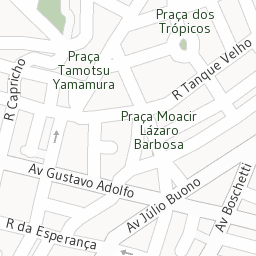 Praça dos
Trópicos
Praça
Tamotsu
Yamamura
R Capricho
R Tanque Velho
Praça Moacir
Lázaro
Barbosa
Av Gustavo Adolfo
Av Júlio Buono
Av Boschetti
R da Esperança